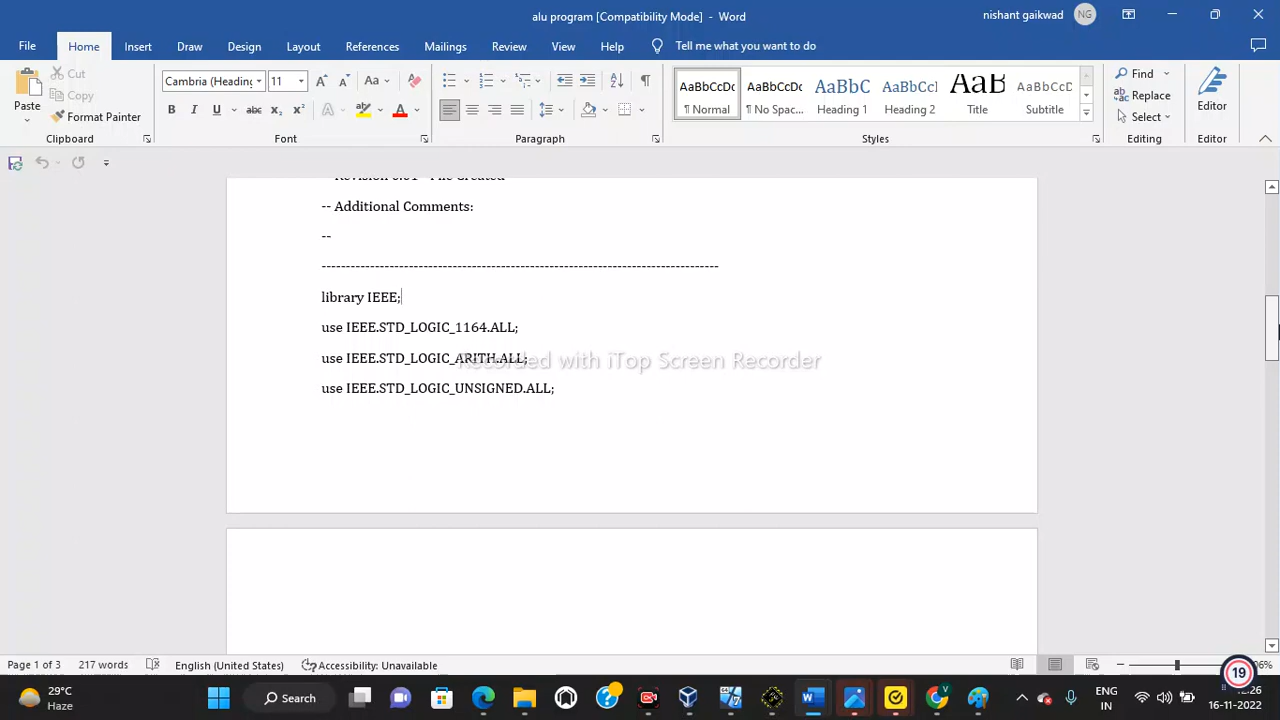 alu program [Compatibility Mode] - Word
nishant gaikwad
NG
File
Home
Insert
Draw
Design
Layout
References
Mailings
Review
View
Help
Tell me what you want to do
Paste
Cut
Copy
Format Painter
Clipboard
Cambria (Heading
11
Font
Paragraph
AaBbCcDc
¶ Normal
AaBbCcDc
¶ No Spac...
AaBbC
Heading 1
AaBbCcI
Heading 2
AaB
Title
AaBbCcD
Subtitle
Styles
Find
Replace
Select
Editing
Editor
Editor
-- Additional Comments:
--
--------------------------------------------------------------------------------
library IEEE;
use IEEE.STD_LOGIC_1164.ALL;
use IEEE.STD_LOGIC_ARITH.ALL;
Recorded with iTop Screen Recorder
use IEEE.STD_LOGIC_UNSIGNED.ALL;
Page 1 of 3
217 words
English (United States)
Accessibility: Unavailable
19
29°C
Haze
Search
ENG
IN
16-11-2022